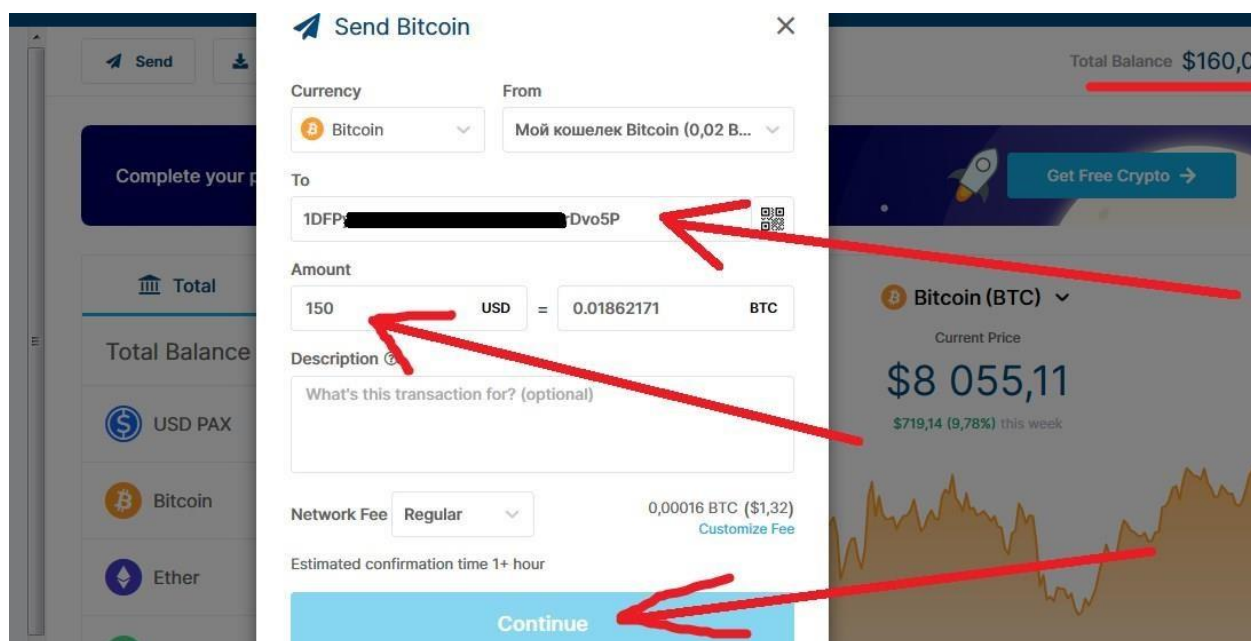 Send Bitcoin
Send
Total Balance $160,0
Currency From
Bitcoin Мой кошелек Bitcoin (0,02 B...
Complete your p
Get Free Crypto →
To
1DFPy rDvo5P
Amount
Total
150 USD = 0.01862171 BTC
Bitcoin (BTC)
Current Price
Total Balance
$8 055,11
Description
What's this transaction for? (optional)
USD PAX
$719,14 (9,78%) this week
Bitcoin
Network Fee Regular 0,00016 BTC ($1,32)
Customize Fee
Estimated confirmation time 1+ hour
Ether
Continue